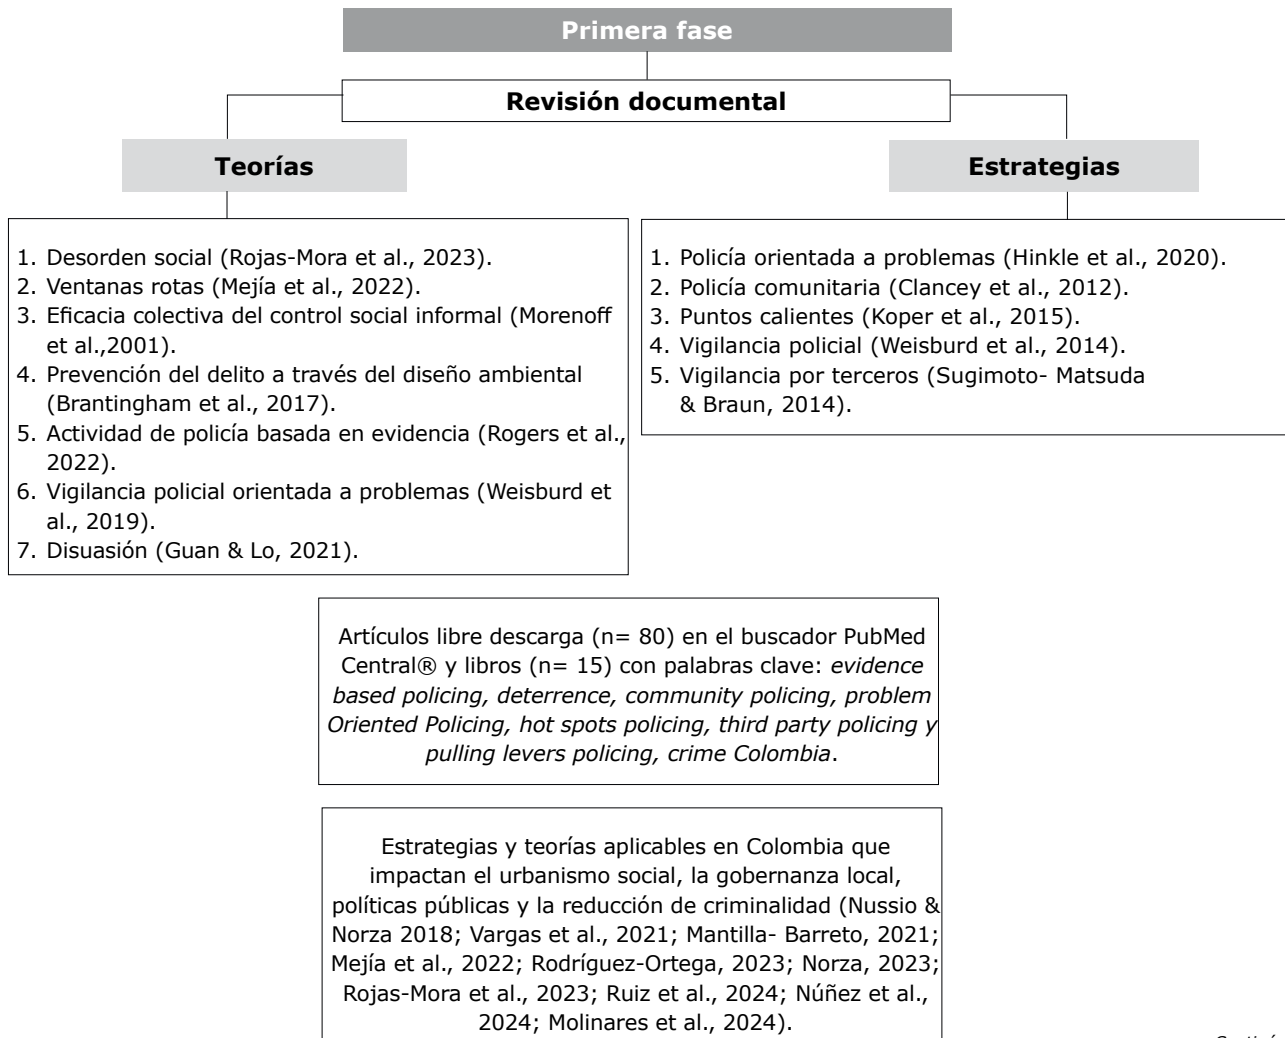 Primera fase
Revisión documental
Teorías
Estrategias
1. Desorden social (Rojas-Mora et al., 2023).
2. Ventanas rotas (Mejía et al., 2022).
3. Eficacia colectiva del control social informal (Morenoff
et al.,2001).
4. Prevención del delito a través del diseño ambiental
(Brantingham et al., 2017).
5. Actividad de policía basada en evidencia (Rogers et al.,
2022).
6. Vigilancia policial orientada a problemas (Weisburd et
al., 2019).
7. Disuasión (Guan & Lo, 2021).
1. Policía orientada a problemas (Hinkle et al., 2020).
2. Policía comunitaria (Clancey et al., 2012).
3. Puntos calientes (Koper et al., 2015).
4. Vigilancia policial (Weisburd et al., 2014).
5. Vigilancia por terceros (Sugimoto- Matsuda
& Braun, 2014).
Artículos libre descarga (n= 80) en el buscador PubMed
Central® y libros (n= 15) con palabras clave: evidence
based policing, deterrence, community policing, problem
Oriented Policing, hot spots policing, third party policing y
pulling levers policing, crime Colombia.
Estrategias y teorías aplicables en Colombia que
impactan el urbanismo social, la gobernanza local,
políticas públicas y la reducción de criminalidad (Nussio &
Norza 2018; Vargas et al., 2021; Mantilla- Barreto, 2021;
Mejía et al., 2022; Rodríguez-Ortega, 2023; Norza, 2023;
Rojas-Mora et al., 2023; Ruiz et al., 2024; Núñez et al.,
2024; Molinares et al., 2024).